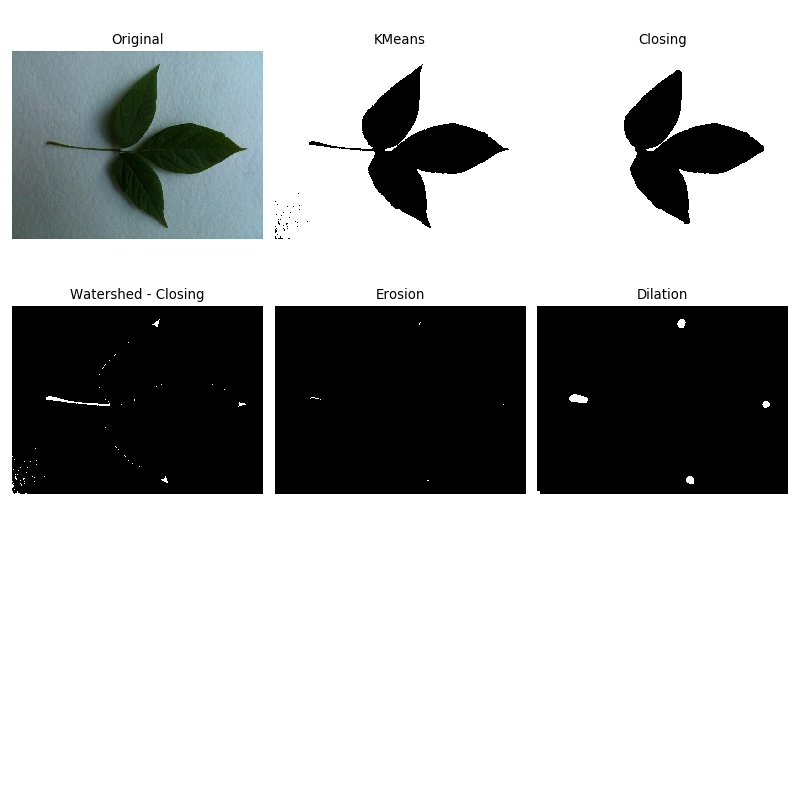 Original
KMeans
Closing
Watershed - Closing
Erosion
Dilation